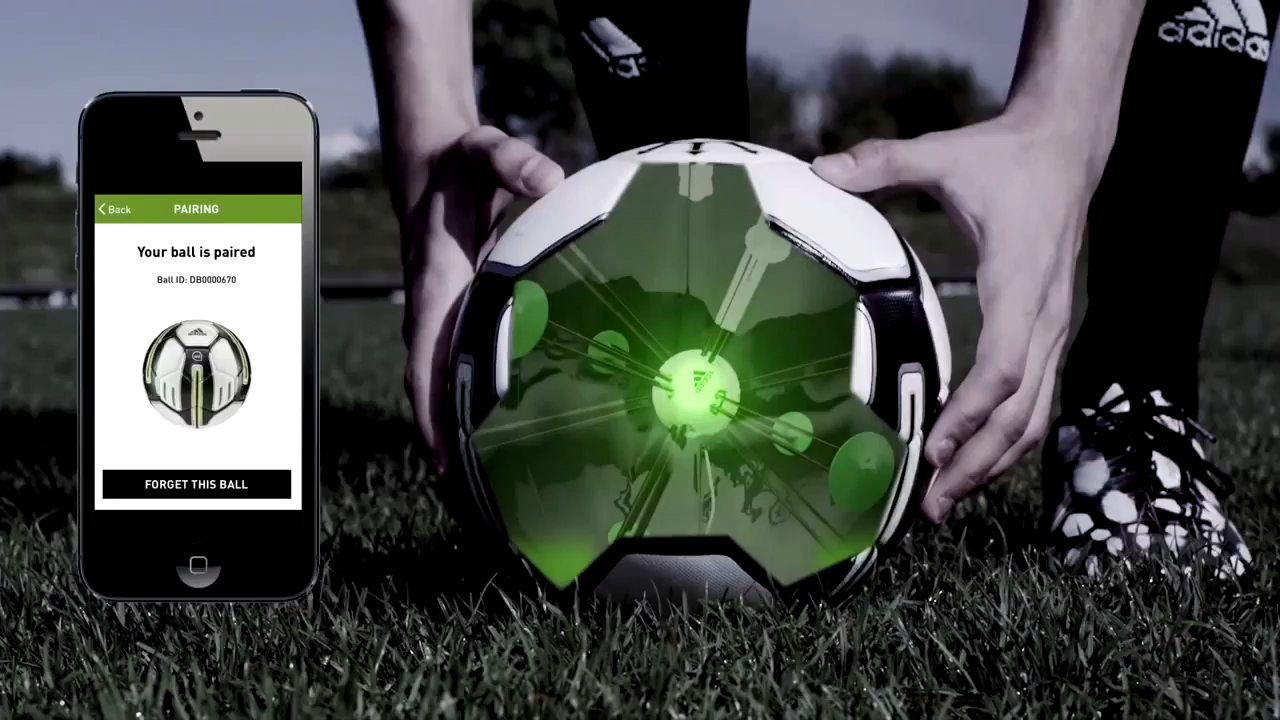 adidas
Back
PAIRING
Your ball is paired
Ball ID: DB0000670
FORGET THIS BALL